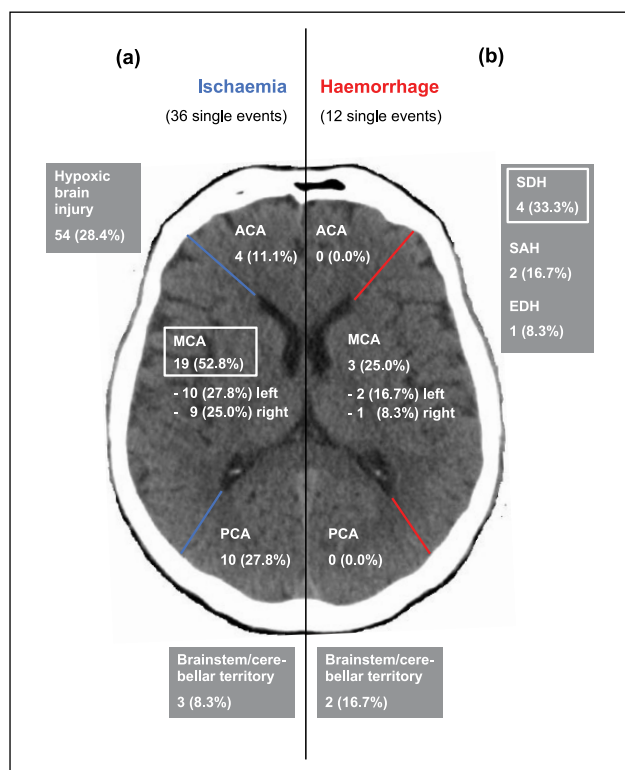 (a)
(b)
Ischaemia
(36 single events)
Haemorrhage
(12 single events)
Hypoxic
brain
injury
54 (28.4%)
SDH
4 (33.3%)
SAH
2 (16.7%)
EDH
1 (8.3%)
ACA
4 (11.1%)
ACA
0 (0.0%)
MCA
19 (52.8%)
- 10 (27.8%) left
- 9 (25.0%) right
MCA
3 (25.0%)
- 2 (16.7%) left
- 1 (8.3%) right
PCA
10 (27.8%)
PCA
0 (0.0%)
Brainstem/cere-
bellar territory
3 (8.3%)
Brainstem/cere-
bellar territory
2 (16.7%)